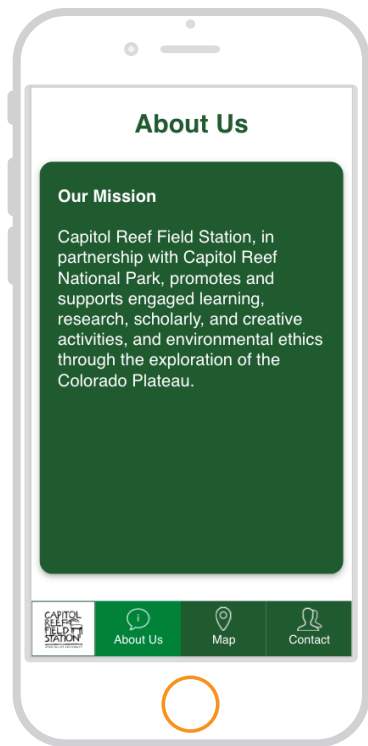 About Us
Our Mission
Capitol Reef Field Station, in
partnership with Capitol Reef
National Park, promotes and
supports engaged learning,
research, scholarly, and creative
activities, and environmental ethics
through the exploration of the
Colorado Plateau.
CAPITOL
REEF
FIELD
STATION
About Us
Map
Contact